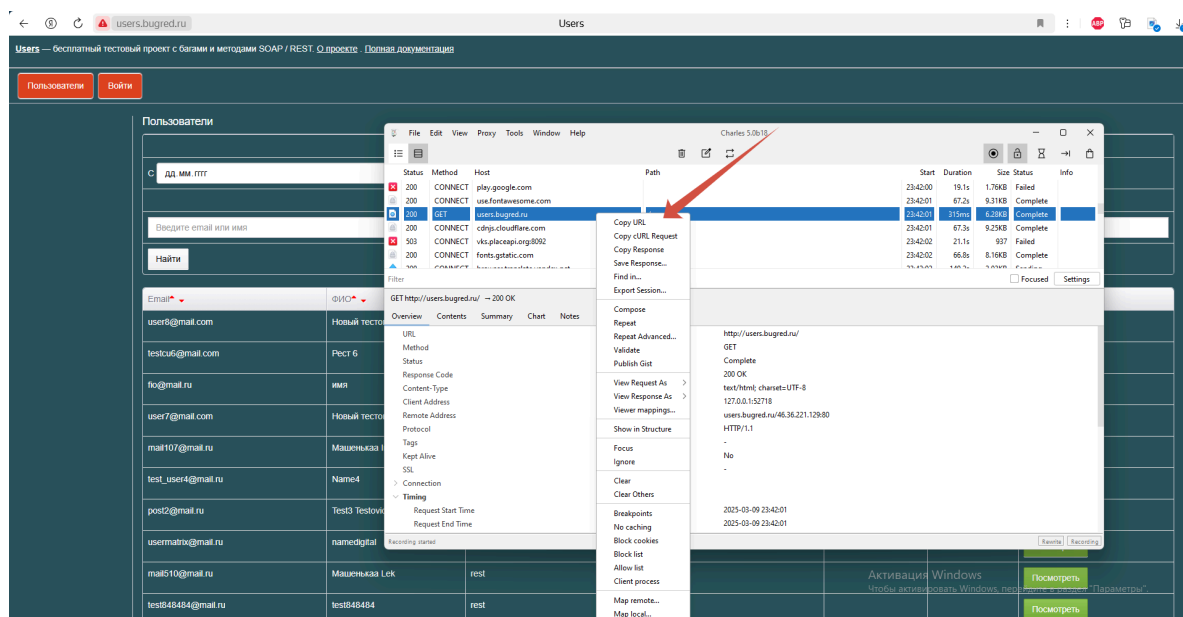 users.bugred.ru
Users
ABP
Users — бесплатный тестовый проект с багами и методами SOAP / REST. О проекте . Полная документация
Пользователи
Войти
Пользователи
С
дд.мм.гггг
Введите email или имя
Найти
Email
ФИО
user8@mail.com
Новый тесто
testcu6@mail.com
Рест 6
fio@mail.ru
имя
user7@mail.com
Новый тесто
mail107@mail.ru
Машенькаа
test_user4@mail.ru
Name4
post2@mail.ru
Test3 Testovic
usermatrix@mail.ru
namedigital
mail510@mail.ru
Машенькаа Lek
rest
Посмотреть
test848484@mail.ru
test848484
rest
Посмотреть
File Edit View Proxy Tools Window Help
Charles 5.0b18
Status Method Host Path Start Duration Size Status Info
200 CONNECT play.google.com 23:42:00 19.1s 1.76KB Failed
200 CONNECT use.fontawesome.com 23:42:01 67.2s 9.31KB Complete
200 GET users.bugred.ru 23:42:01 315ms 6.28KB Complete
200 CONNECT cdnjs.cloudflare.com 23:42:01 67.3s 9.25KB Complete
503 CONNECT vks.placeapi.org:8092 23:42:02 21.1s 937 Failed
200 CONNECT fonts.gstatic.com 23:42:02 66.8s 8.16KB Complete
Filter
Focused
Settings
GET http://users.bugred.ru/ → 200 OK
Overview Contents Summary Chart Notes
URL http://users.bugred.ru/
Method GET
Status Complete
Response Code 200 OK
Content-Type text/html; charset=UTF-8
Client Address 127.0.0.1:52718
Remote Address users.bugred.ru/46.36.221.129:80
Protocol HTTP/1.1
Tags -
Kept Alive No
SSL -
Connection
Timing
Request Start Time 2025-03-09 23:42:01
Request End Time 2025-03-09 23:42:01
Recording started
Rewrite
Recording
Copy URL
Copy cURL Request
Copy Response
Save Response...
Find in...
Export Session...
Compose
Repeat
Repeat Advanced...
Validate
Publish Gist
View Request As
View Response As
Viewer mappings...
Show in Structure
Focus
Ignore
Clear
Clear Others
Breakpoints
No caching
Block cookies
Block list
Allow list
Client process
Map remote...
Map local...
Активация Windows
Чтобы активировать Windows, перейдите в раздел "Параметры".